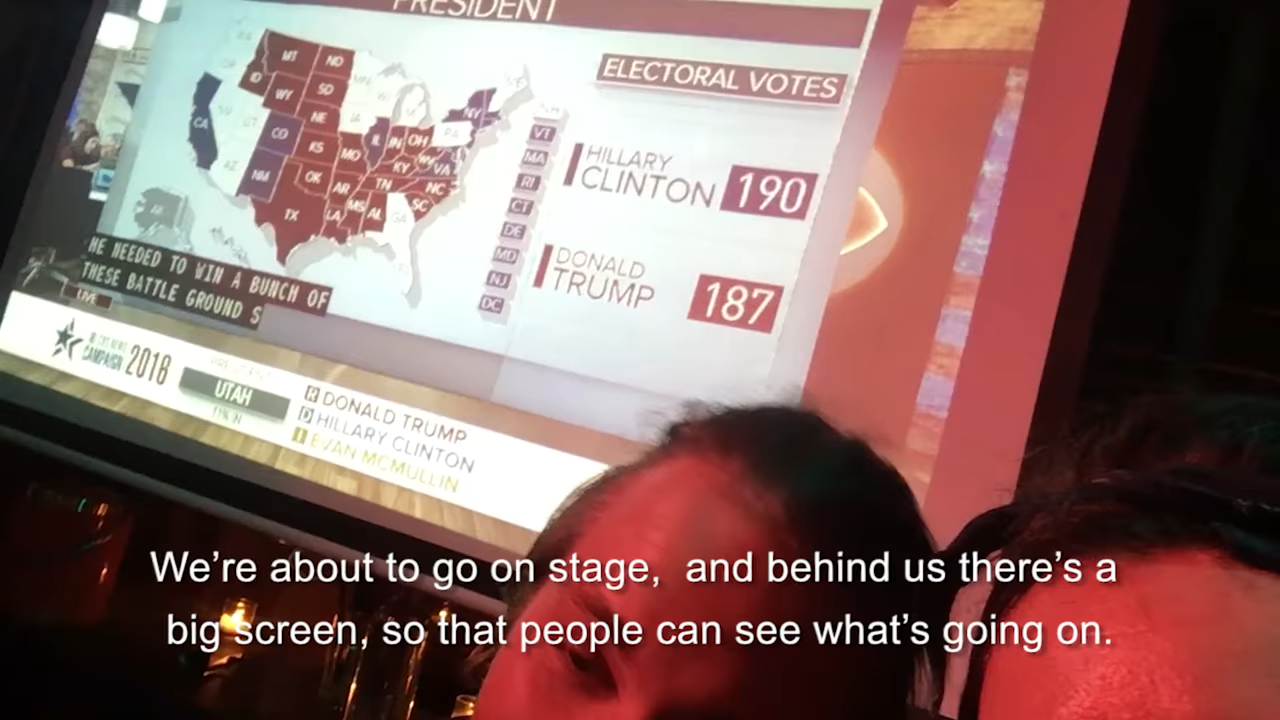 PRESIDENT
ELECTORAL VOTES
HILLARY
CLINTON 190
DONALD
TRUMP 187
MT
ND
ID
WY
SD
NE
CA
CO
KS
MO
IL
IN
OH
PA
WV
VA
KY
NM
OK
AR
TN
NC
SC
TX
LA
MS
AL
GA
AZ
VT
MA
RI
CT
DE
MD
NJ
DC
HE NEEDED TO WIN A BUNCH OF
THESE BATTLE GROUND S
LIVE
CAMPAIGN 2016
PRESIDENT
UTAH
R DONALD TRUMP
D HILLARY CLINTON
I EVAN MCMULLIN
We're about to go on stage, and behind us there's a
big screen, so that people can see what's going on.